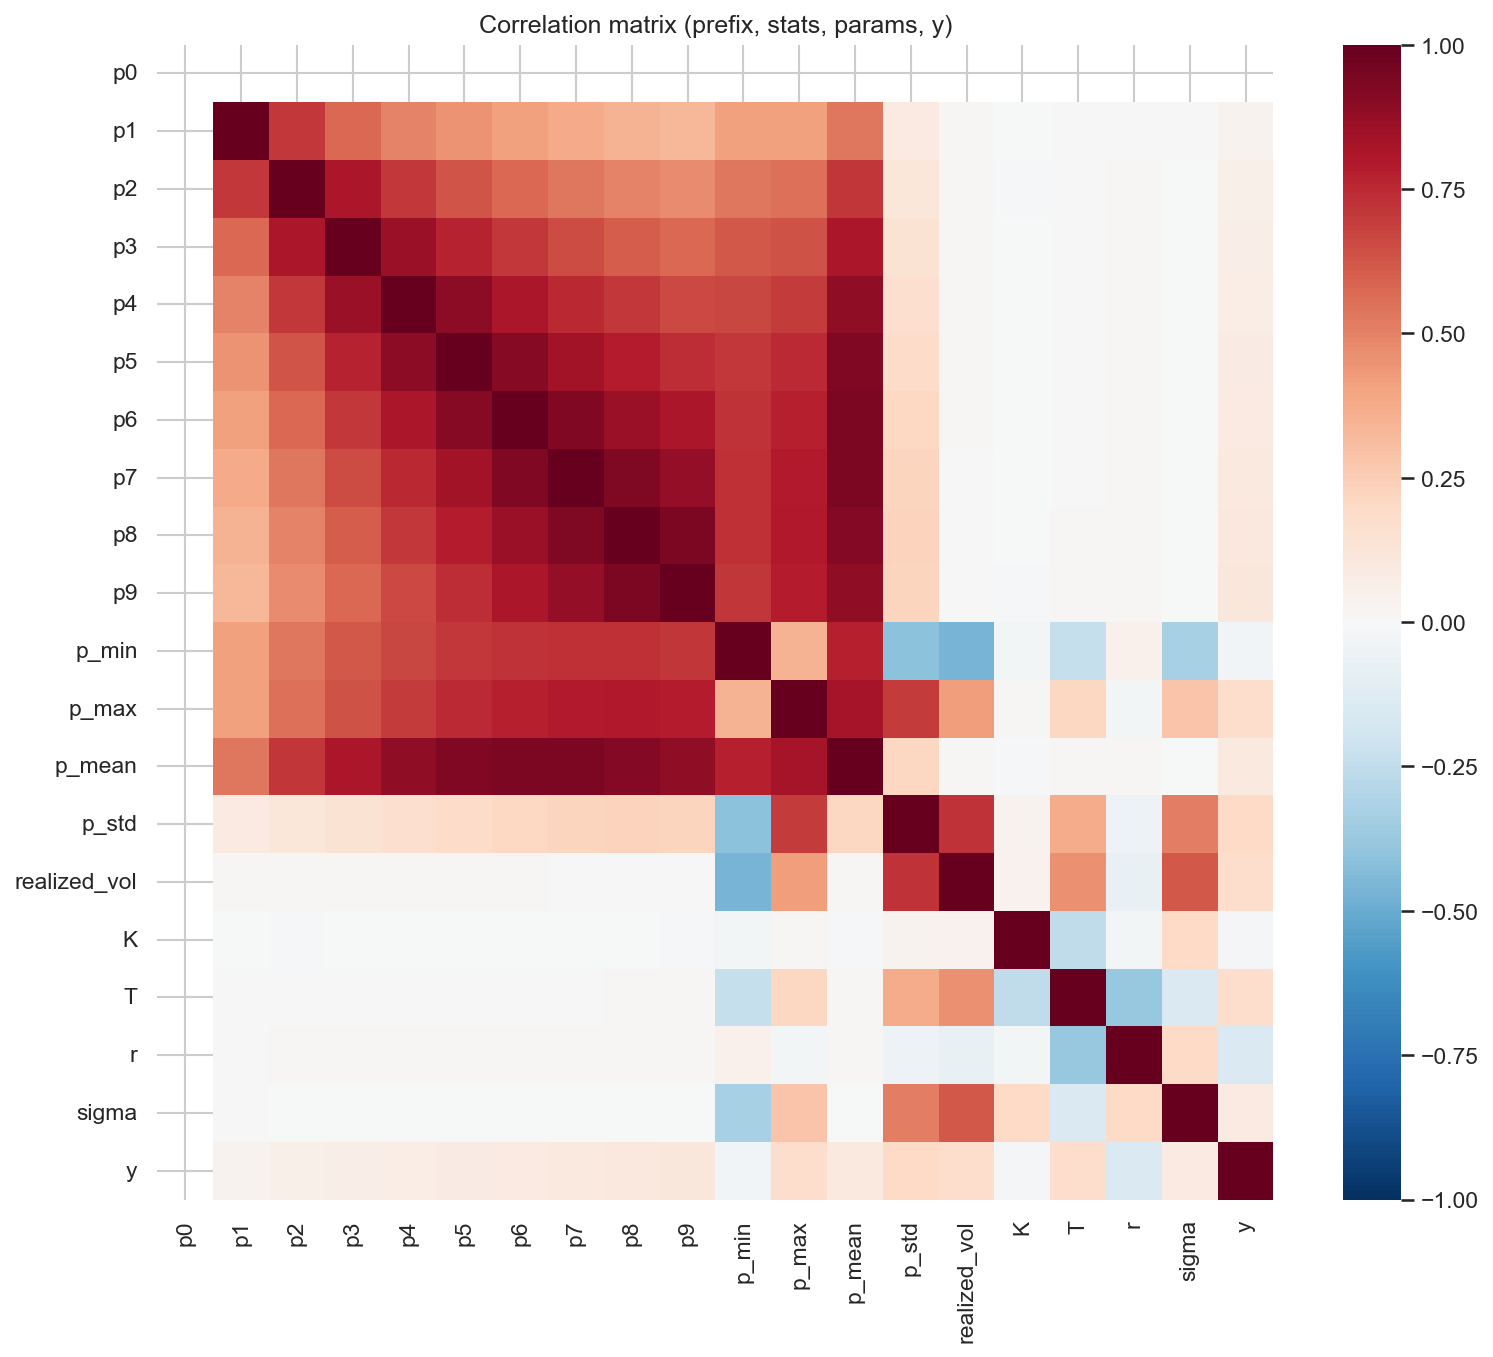 Correlation matrix (prefix, stats, params, y)
p0
p1
p2
p3
p4
p5
p6
p7
p8
p9
p_min
p_max
p_mean
p_std
realized_vol
K
T
r
sigma
y
p0
p1
p2
p3
p4
p5
p6
p7
p8
p9
p_min
p_max
p_mean
p_std
realized_vol
K
T
r
sigma
y
1.00
0.75
0.50
0.25
0.00
−0.25
−0.50
−0.75
−1.00